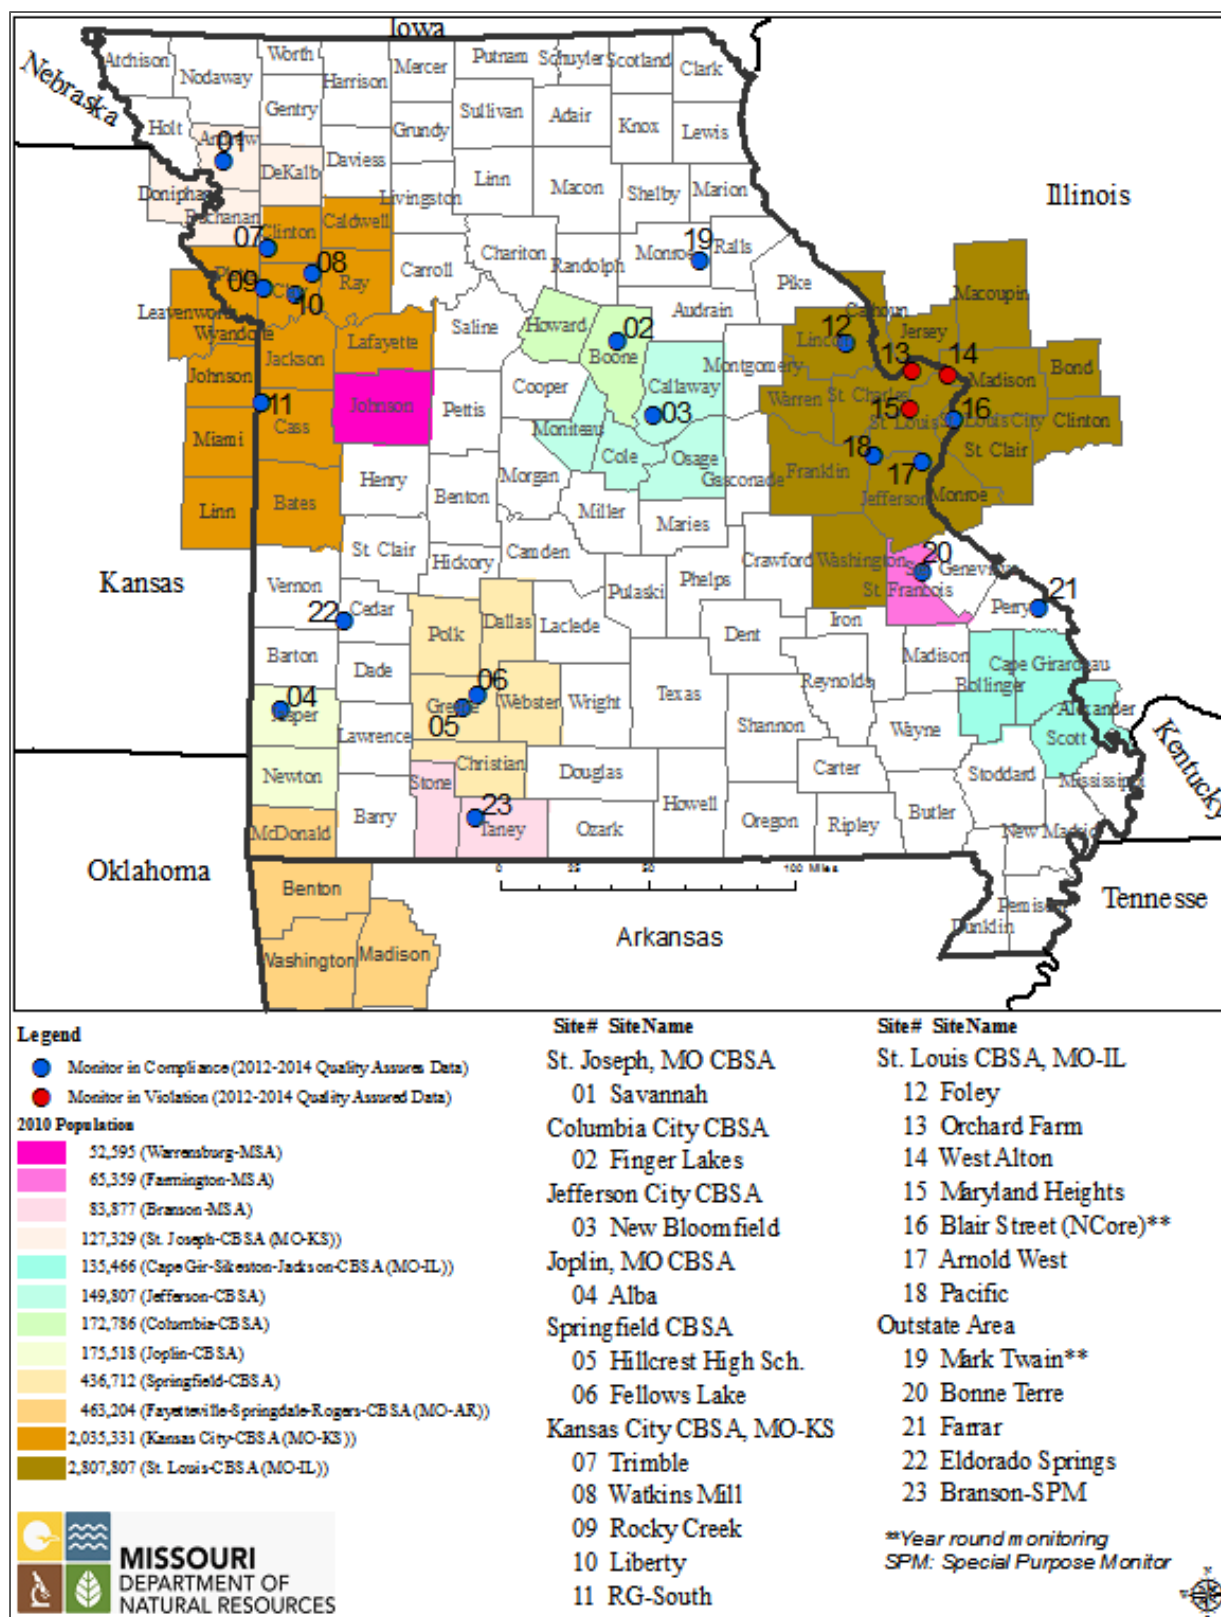 Iowa
Nebraska
Illinois
Kansas
Oklahoma
Arkansas
Kentucky
Tennesse
Atchison
Nodaway
Worth
Harrison
Mercer
Putnam
Schuyler
Scotland
Clark
Gentry
Sullivan
Adair
Knox
Lewis
Holt
Andrew
01
DeKalb
Daviess
Grundy
Livingston
Linn
Macon
Shelby
Marion
Doniphan
Buchanan
Clinton
07
Caldwell
Chariton
Randolph
Monroe
19
Ralls
Pike
Platte
08
09
Clay
10
Ray
Carroll
Saline
Audrain
Leavenworth
Wyandotte
Howard
Boone
02
Jackson
Lafayette
Johnson
Cooper
Callaway
Montgomery
03
Lincoln
12
Calhoun
Jersey
Macoupin
13
14
Madison
Bond
Warren
St. Charles
15
St. Louis
16
St. Louis City
Clinton
St. Clair
18
17
Franklin
Jefferson
Monroe
Johnson
Pettis
11
Cass
Moniteau
Cole
Osage
Gasconade
Miami
Henry
Morgan
Benton
Miller
Maries
Linn
Bates
St. Clair
Hickory
Camden
Crawford
Washington
20
Ste. Genevieve
St. Francois
Perry
21
Vernon
22
Cedar
Pulaski
Phelps
Polk
Dallas
Laclede
Dent
Iron
Barton
Dade
Madison
Cape Girardeau
Bollinger
Reynolds
04
Jasper
06
Greene
05
Webster
Wright
Texas
Shannon
Wayne
Alexander
Scott
Lawrence
Newton
Christian
Stone
Douglas
Carter
Stoddard
Mississippi
Howell
McDonald
Barry
23
Taney
Ozark
Oregon
Ripley
Butler
New Madrid
Benton
Washington
Madison
Pemiscot
Dunklin
0 25 50 100 Miles
Legend
Monitor in Compliance (2012-2014 Quality Assures Data)
Monitor in Violation (2012-2014 Quality Assured Data)
2010 Population
52,595 (Warrensburg-MSA)
65,359 (Farmington-MSA)
83,877 (Branson-MSA)
127,329 (St. Joseph-CBSA (MO-KS))
135,466 (Cape Gir-Sikeston-Jackson-CBSA (MO-IL))
149,807 (Jefferson-CBSA)
172,786 (Columbia-CBSA)
175,518 (Joplin-CBSA)
436,712 (Springfield-CBSA)
463,204 (Fayetteville-Springdale-Rogers-CBSA (MO-AR))
2,035,331 (Kansas City-CBSA (MO-KS))
2,807,807 (St. Louis-CBSA (MO-IL))
MISSOURI
DEPARTMENT OF
NATURAL RESOURCES
Site# SiteName
St. Joseph, MO CBSA
01 Savannah
Columbia City CBSA
02 Finger Lakes
Jefferson City CBSA
03 New Bloomfield
Joplin, MO CBSA
04 Alba
Springfield CBSA
05 Hillcrest High Sch.
06 Fellows Lake
Kansas City CBSA, MO-KS
07 Trimble
08 Watkins Mill
09 Rocky Creek
10 Liberty
11 RG-South
Site# SiteName
St. Louis CBSA, MO-IL
12 Foley
13 Orchard Farm
14 West Alton
15 Maryland Heights
16 Blair Street (NCore)**
17 Arnold West
18 Pacific
Outstate Area
19 Mark Twain**
20 Bonne Terre
21 Farrar
22 Eldorado Springs
23 Branson-SPM
**Year round monitoring
SPM: Special Purpose Monitor